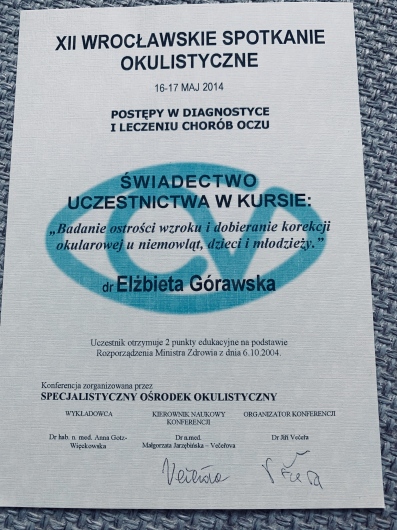 XII WROCŁAWSKIE SPOTKANIE
OKULISTYCZNE
16-17 MAJ 2014
POSTĘPY W DIAGNOSTYCE
I LECZENIU CHORÓB OCZU
ŚWIADECTWO
UCZESTNICTWA W KURSIE:
„Badanie ostrości wzroku i dobieranie korekcji
okularowej u niemowląt, dzieci i młodzieży.”
dr Elżbieta Górawska
Uczestnik otrzymuje 2 punkty edukacyjne na podstawie
Rozporządzenia Ministra Zdrowia z dnia 6.10.2004.
Konferencja zorganizowana przez
SPECJALISTYCZNY OŚRODEK OKULISTYCZNY
WYKŁADOWCA KIEROWNIK NAUKOWY ORGANIZATOR KONFERENCJI
KONFERENCJI
Dr hab. n. med. Anna Gotz- Dr n.med. Dr Jiří Večeřa
Więckowska Małgorzata Jarzębińska – Večeřova